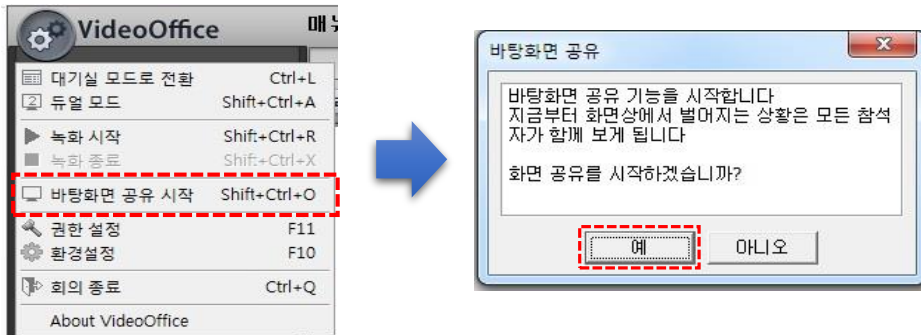 VideoOffice
대기실 모드로 전환 Ctrl+L
2 듀얼 모드 Shift+Ctrl+A
녹화 시작 Shift+Ctrl+R
녹화 종료 Shift+Ctrl+X
바탕화면 공유 시작 Shift+Ctrl+O
권한 설정 F11
환경설정 F10
회의 종료 Ctrl+Q
About VideoOffice
바탕화면 공유
바탕화면 공유 기능을 시작합니다
지금부터 화면상에서 벌어지는 상황은 모든 참석
자가 함께 보게 됩니다
화면 공유를 시작하겠습니까?
예 아니오